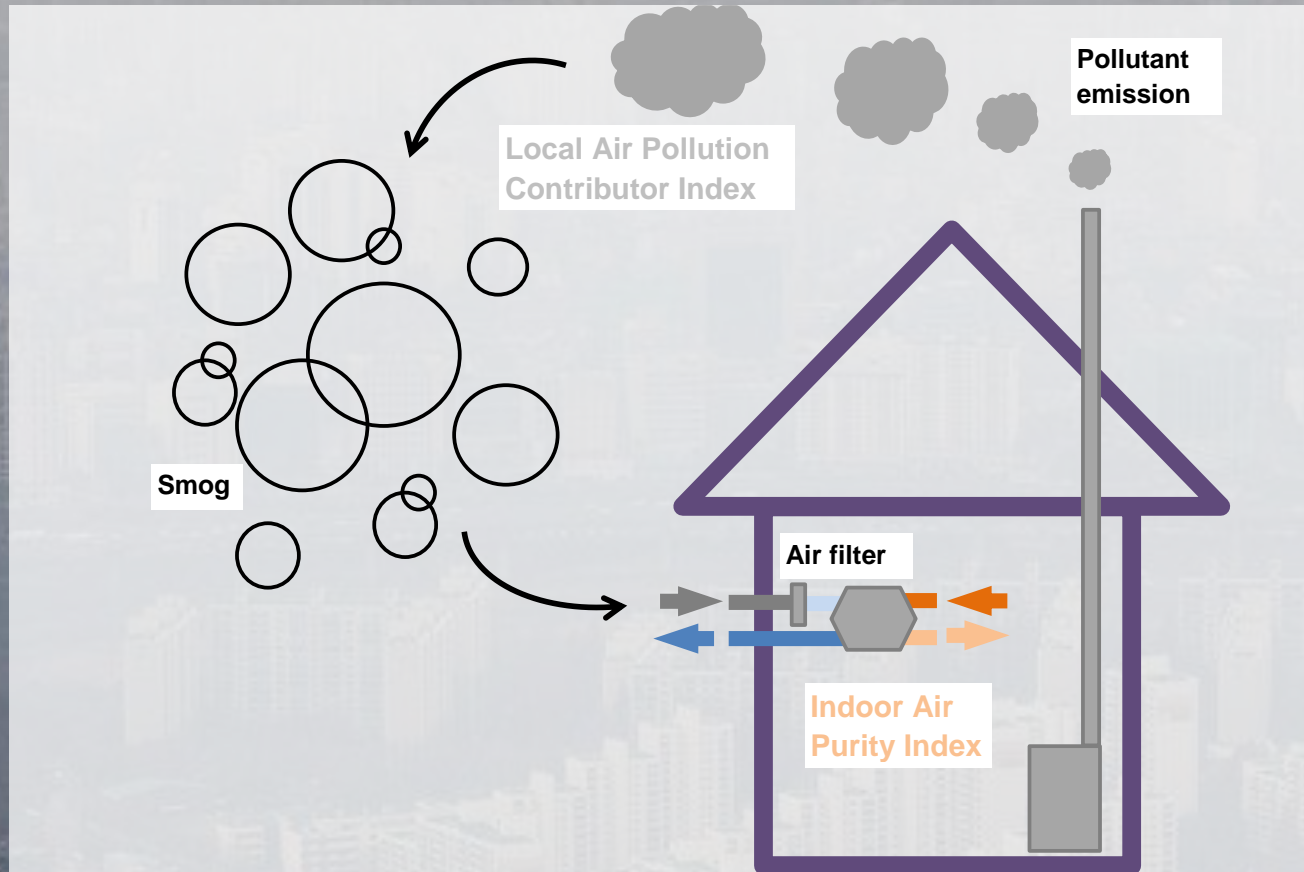 Pollutant
emission
Local Air Pollution
Contributor Index
Smog
Air filter
Indoor Air
Purity Index